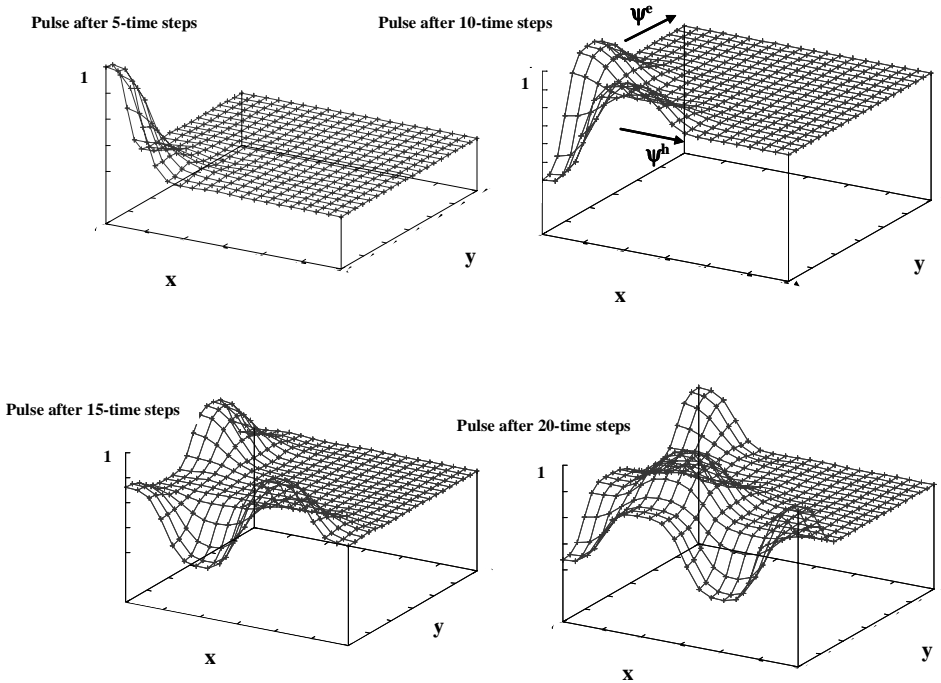 Pulse after 5-time steps
1
x
y
Pulse after 10-time steps
1
ψᵉ
ψʰ
x
y
Pulse after 15-time steps
1
x
y
Pulse after 20-time steps
1
x
y